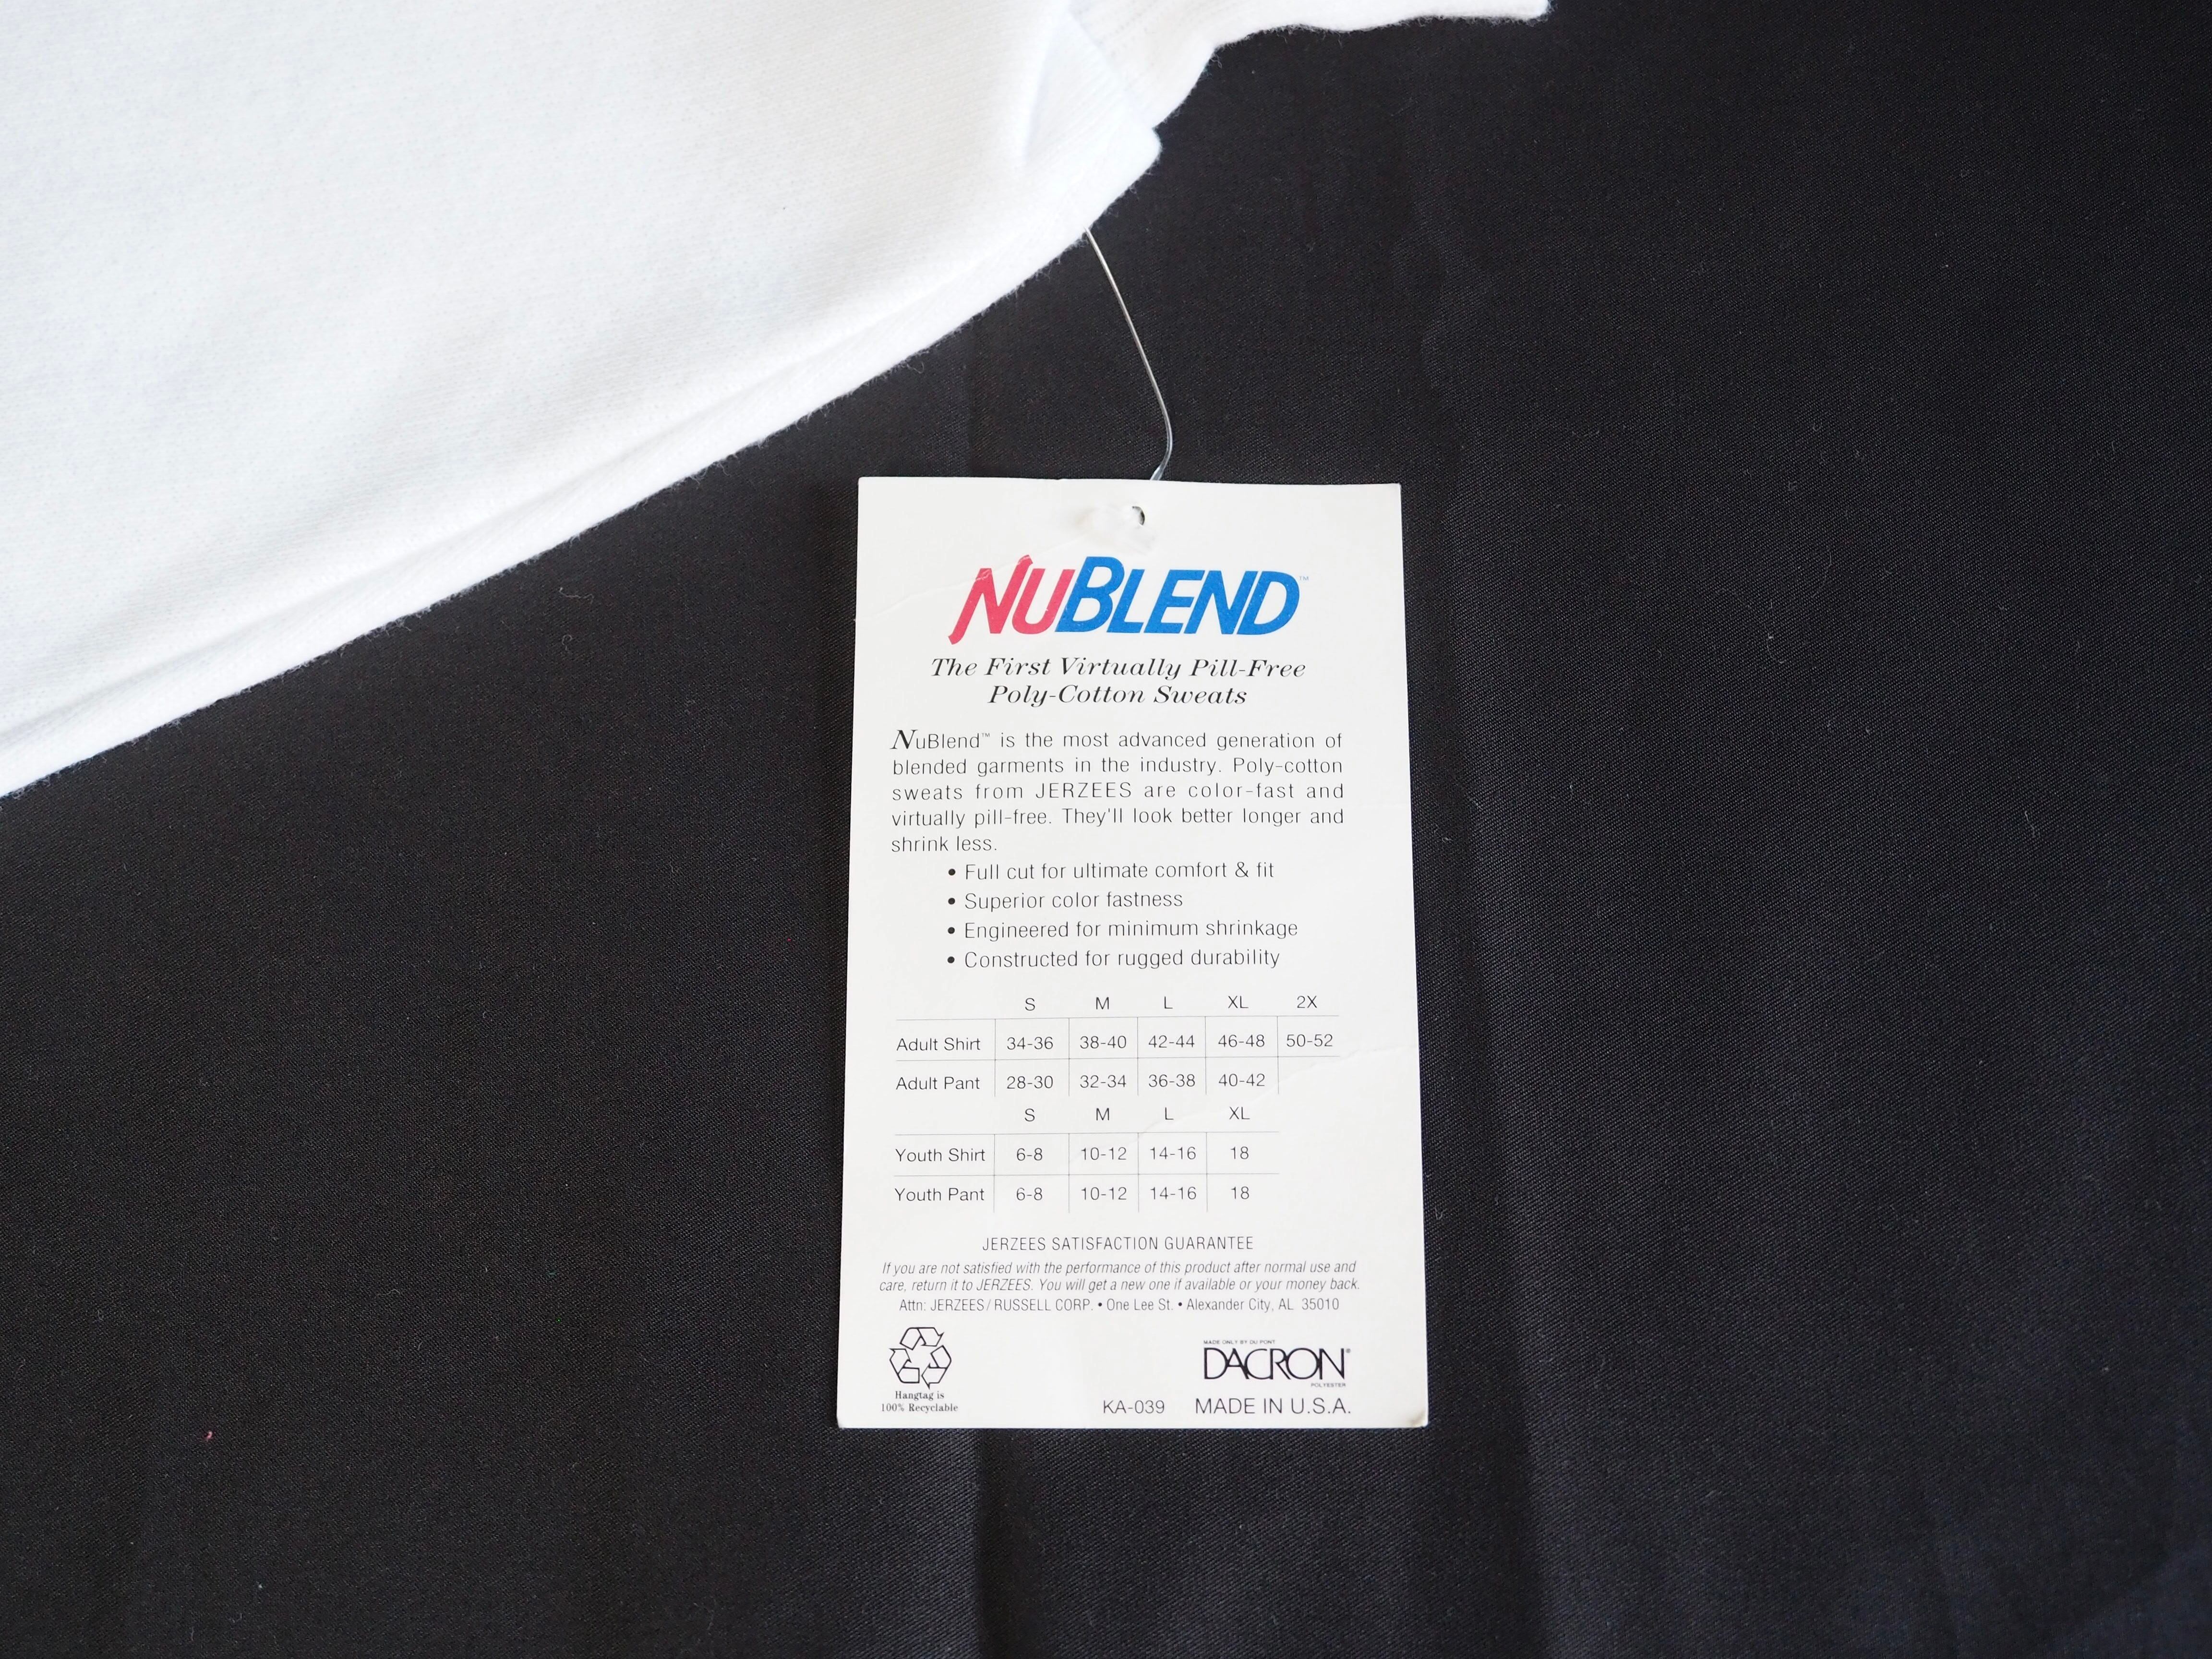 NUBLEND™
The First Virtually Pill-Free
Poly-Cotton Sweats
NuBlend™ is the most advanced generation of
blended garments in the industry. Poly-cotton
sweats from JERZEES are color-fast and
virtually pill-free. They'll look better longer and
shrink less.
• Full cut for ultimate comfort & fit
• Superior color fastness
• Engineered for minimum shrinkage
• Constructed for rugged durability
S M L XL 2X
Adult Shirt 34-36 38-40 42-44 46-48 50-52
Adult Pant 28-30 32-34 36-38 40-42
S M L XL
Youth Shirt 6-8 10-12 14-16 18
Youth Pant 6-8 10-12 14-16 18
JERZEES SATISFACTION GUARANTEE
If you are not satisfied with the performance of this product after normal use and
care, return it to JERZEES. You will get a new one if available or your money back.
Attn: JERZEES / RUSSELL CORP. • One Lee St. • Alexander City, AL 35010
Hangtag is
100% Recyclable
MADE ONLY BY DU PONT
DACRON®
POLYESTER
KA-039 MADE IN U.S.A.